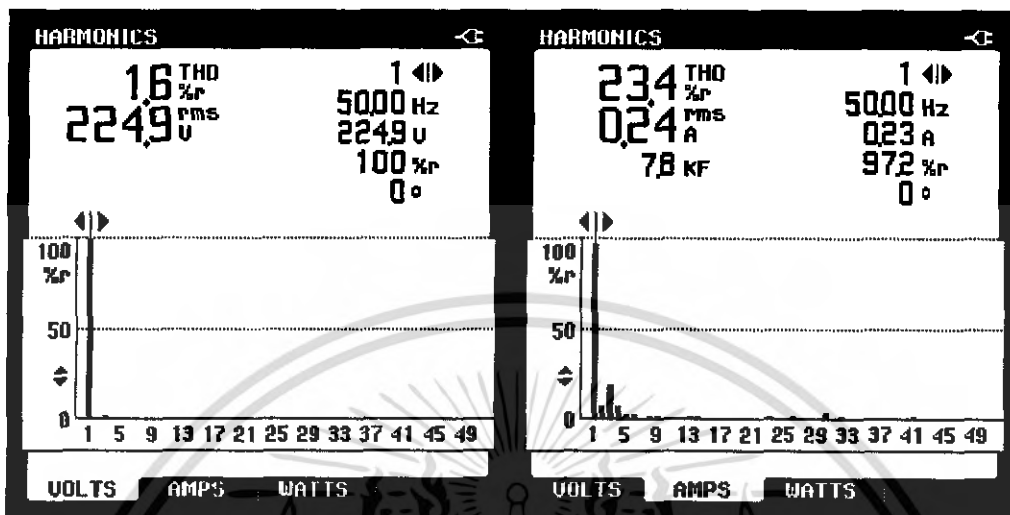 HARMONICS
1.6 THD %r
224.9 rms V
1
50.00 Hz
224.9 V
100 %r
0 °
100
%r
50
0
1 5 9 13 17 21 25 29 33 37 41 45 49
VOLTS AMPS WATTS
HARMONICS
23.4 THD %r
0.24 rms A
7.8 KF
1
50.00 Hz
0.23 A
97.2 %r
0 °
100
%r
50
0
1 5 9 13 17 21 25 29 33 37 41 45 49
VOLTS AMPS WATTS